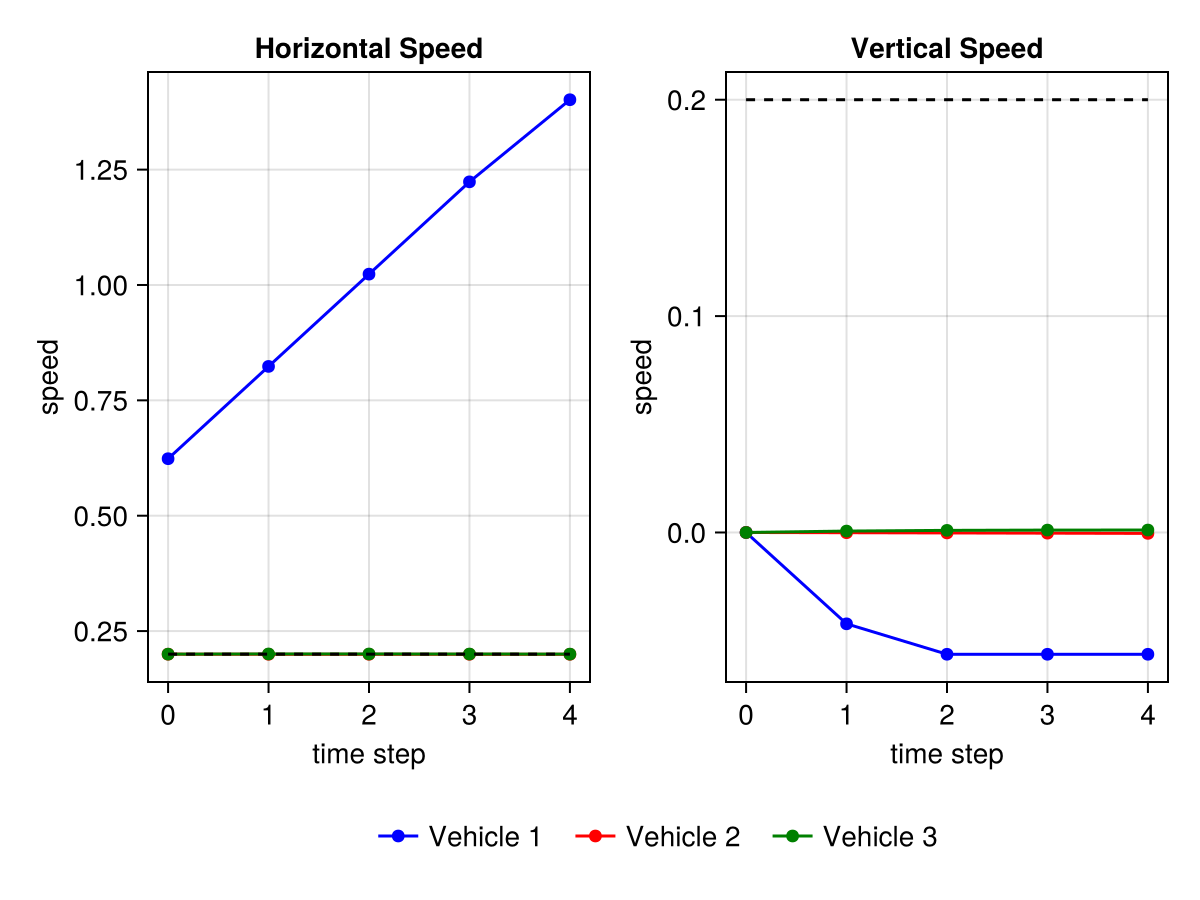 Horizontal Speed
Vertical Speed
speed
1.25
1.00
0.75
0.50
0.25
0 1 2 3 4
time step
speed
0.2
0.1
0.0
0 1 2 3 4
time step
Vehicle 1 Vehicle 2 Vehicle 3